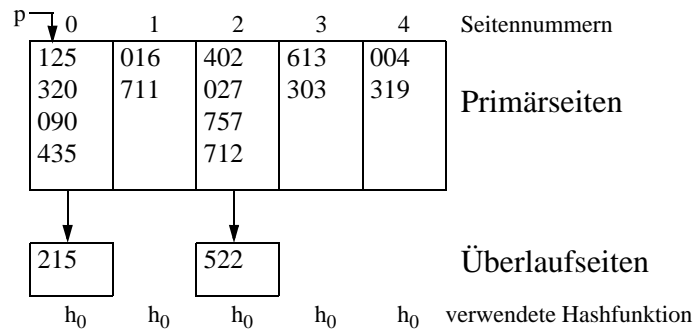 p
0 1 2 3 4 Seitennummern
125 016 402 613 004
320 711 027 303 319 Primärseiten
090 757
435 712
215 522 Überlaufseiten
h0 h0 h0 h0 h0 verwendete Hashfunktion